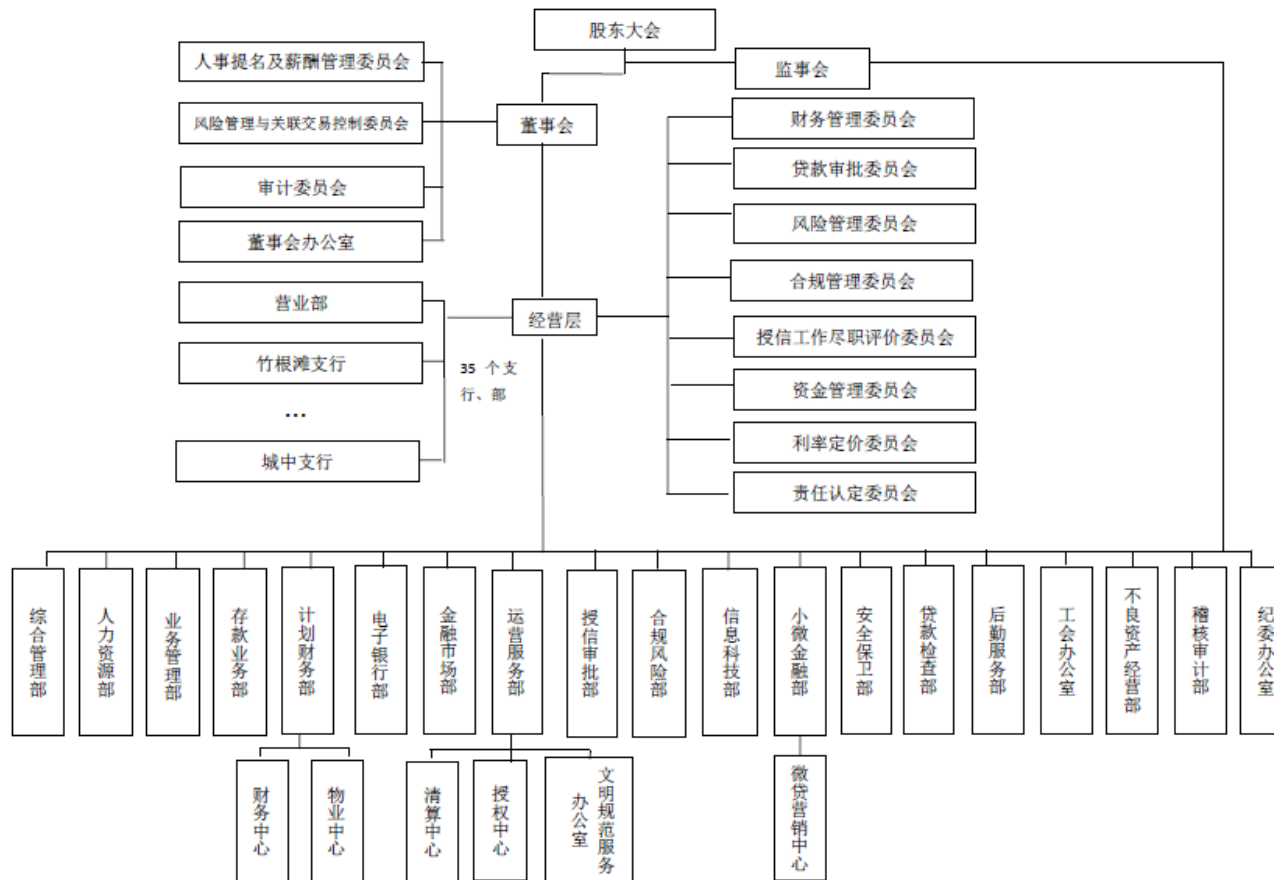 股东大会
人事提名及薪酬管理委员会
监事会
风险管理与关联交易控制委员会
董事会
财务管理委员会
贷款审批委员会
审计委员会
风险管理委员会
董事会办公室
合规管理委员会
营业部
经营层
授信工作尽职评价委员会
竹根滩支行
35 个支
行、部
资金管理委员会
...
利率定价委员会
城中支行
责任认定委员会
综合管理部
人力资源部
业务管理部
存款业务部
计划财务部
电子银行部
金融市场部
运营服务部
授信审批部
合规风险部
信息科技部
小微金融部
安全保卫部
贷款检查部
后勤服务部
工会办公室
不良资产经营部
稽核审计部
纪委办公室
财务中心
物业中心
清算中心
授权中心
文明规范服务
办公室
微贷营销中心